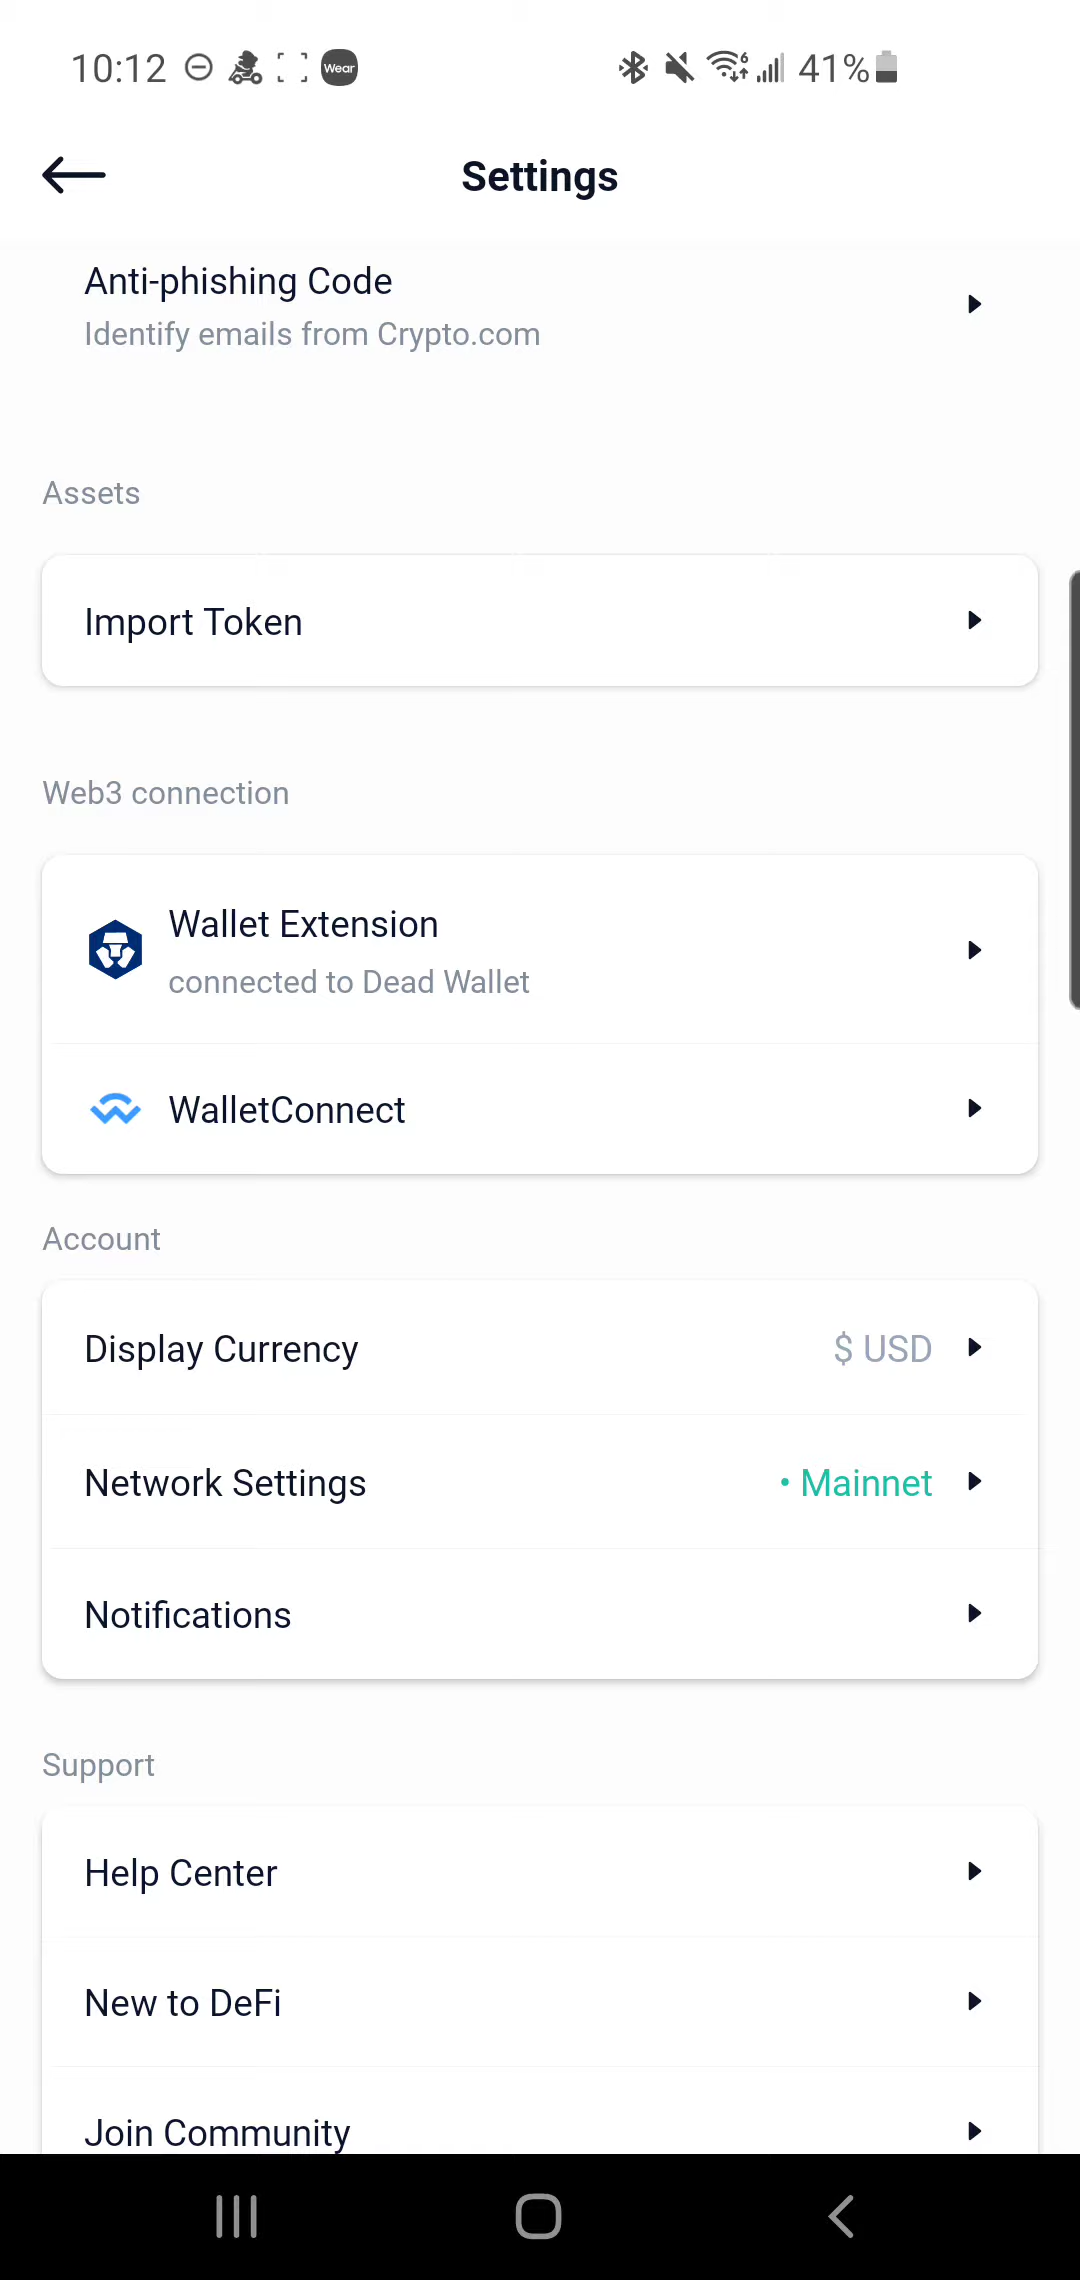 10:12
Wear
6
41%
Settings
Anti-phishing Code
Identify emails from Crypto.com
Assets
Import Token
Web3 connection
Wallet Extension
connected to Dead Wallet
WalletConnect
Account
Display Currency $ USD
Network Settings • Mainnet
Notifications
Support
Help Center
New to DeFi
Join Community